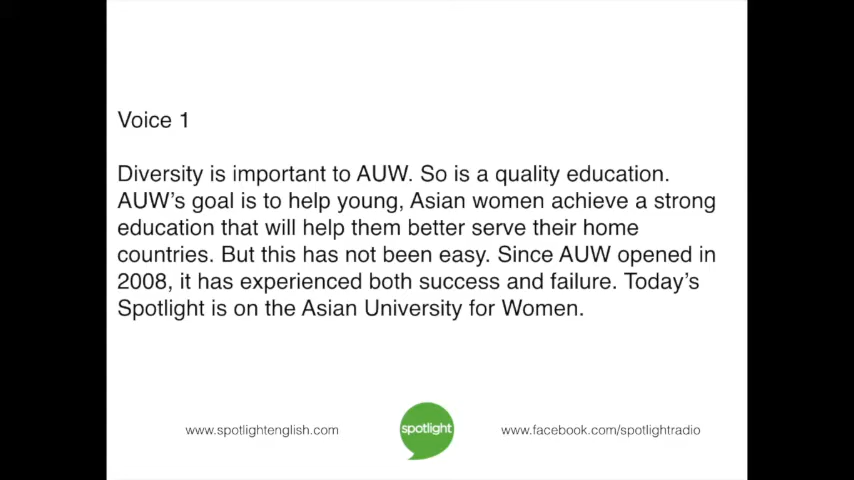 Voice 1
Diversity is important to AUW. So is a quality education.
AUW's goal is to help young, Asian women achieve a strong
education that will help them better serve their home
countries. But this has not been easy. Since AUW opened in
2008, it has experienced both success and failure. Today's
Spotlight is on the Asian University for Women.
www.spotlightenglish.com
spotlight
www.facebook.com/spotlightradio